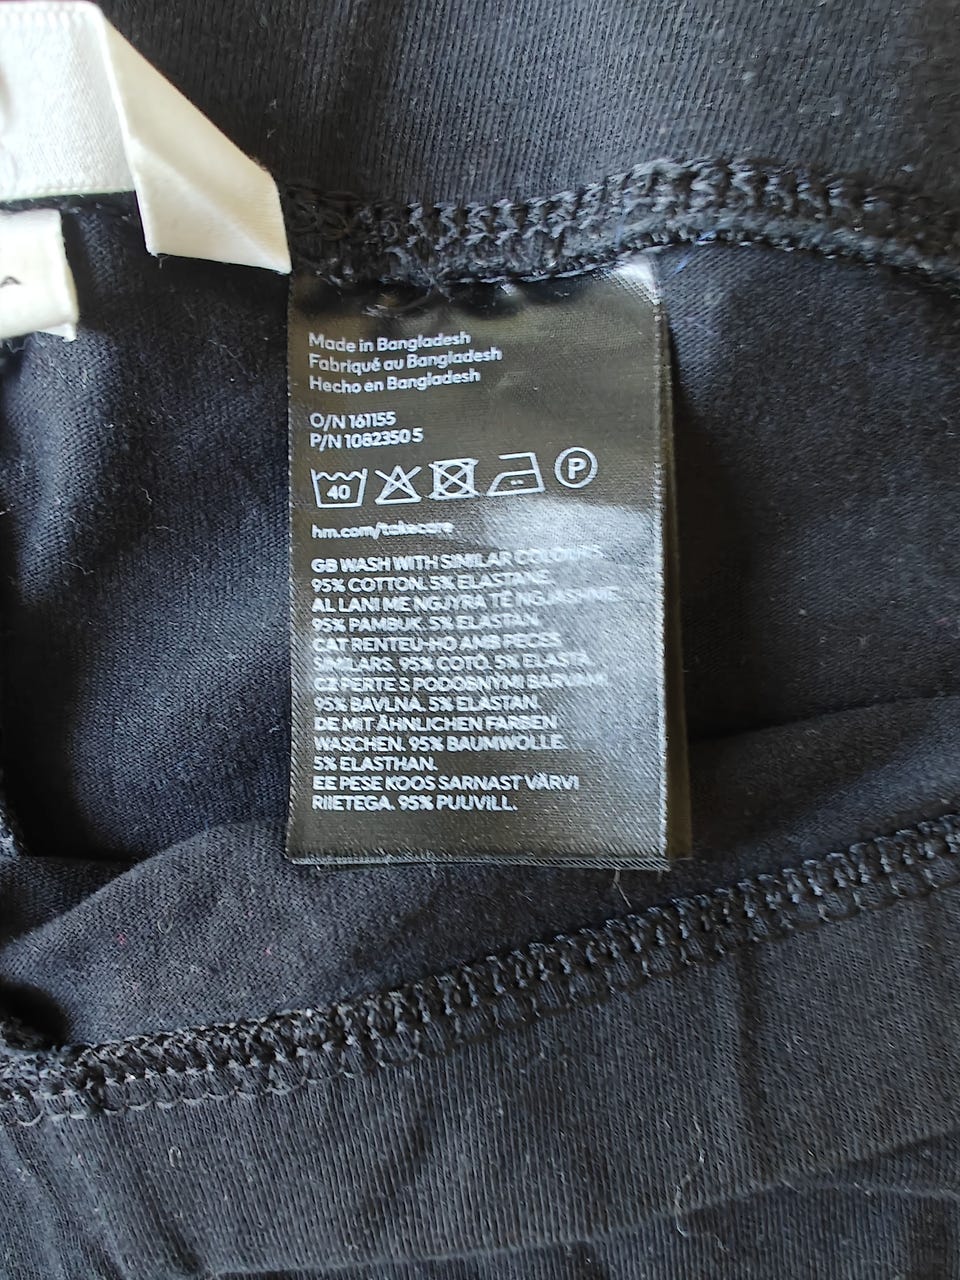 A
Made in Bangladesh
Fabriqué au Bangladesh
Hecho en Bangladesh
O/N 161155
P/N 1082350 5
40
P
hm.com/takecare
GB WASH WITH SIMILAR COLOURS.
95% COTTON. 5% ELASTANE.
AL LANI ME NGJYRA TË NGJASHME.
95% PAMBUK. 5% ELASTAN.
CAT RENTEU-HO AMB PECES
SIMILARS. 95% COTÓ. 5% ELASTÀ.
CZ PERTE S PODOBNÝMI BARVAMI.
95% BAVLNA. 5% ELASTAN.
DE MIT ÄHNLICHEN FARBEN
WASCHEN. 95% BAUMWOLLE.
5% ELASTHAN.
EE PESE KOOS SARNAST VÄRVI
RIIETEGA. 95% PUUVILL.